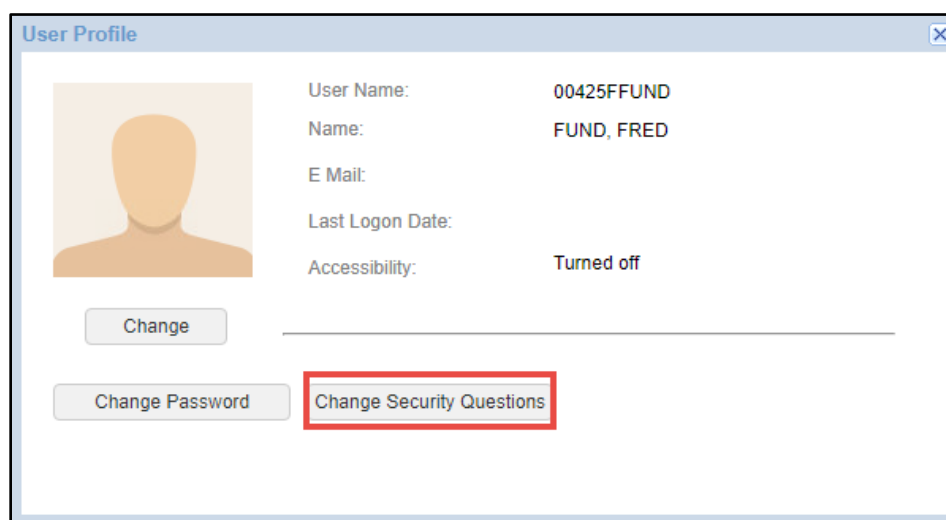 User Profile
User Name: 00425FFUND
Name: FUND, FRED
E Mail:
Last Logon Date:
Accessibility: Turned off
Change
Change Password Change Security Questions